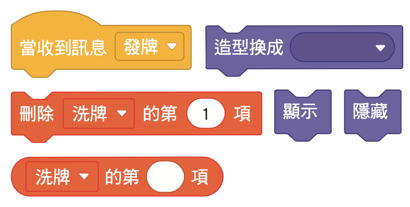 當收到訊息 發牌
造型換成
刪除 洗牌 的第 1 項
顯示
隱藏
洗牌 的第 項